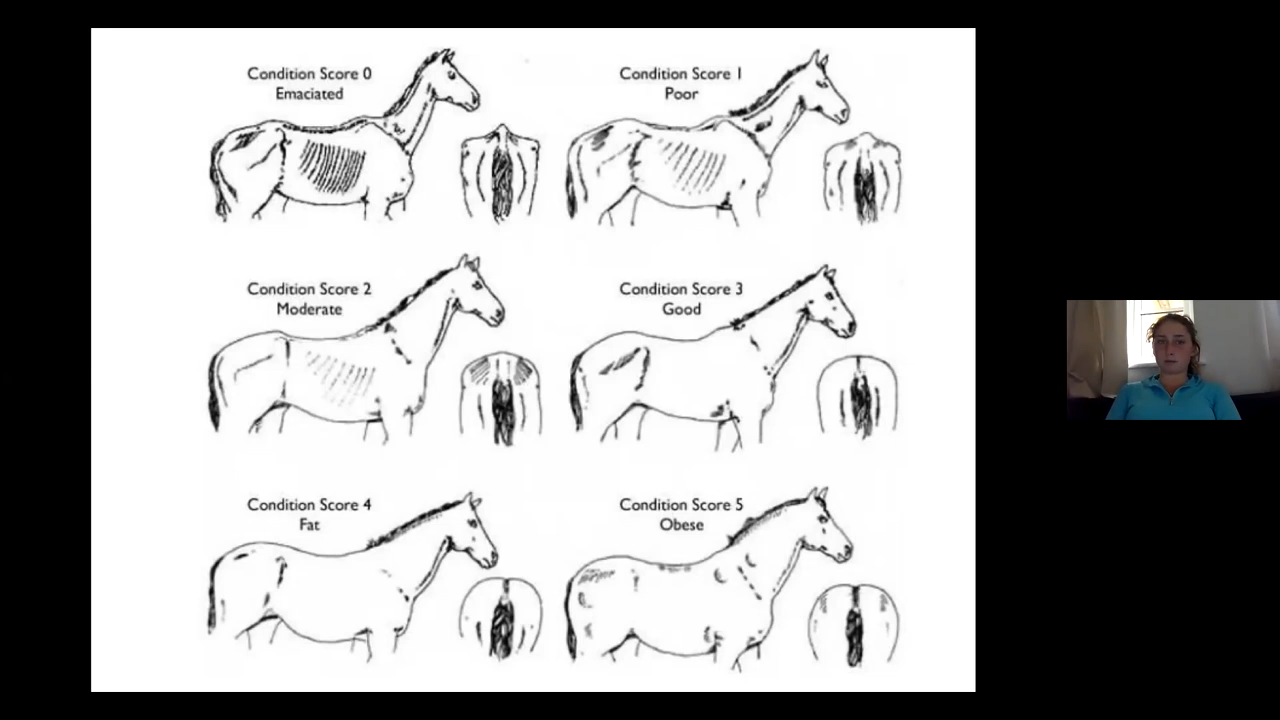 Condition Score 0
Emaciated
Condition Score 1
Poor
Condition Score 2
Moderate
Condition Score 3
Good
Condition Score 4
Fat
Condition Score 5
Obese